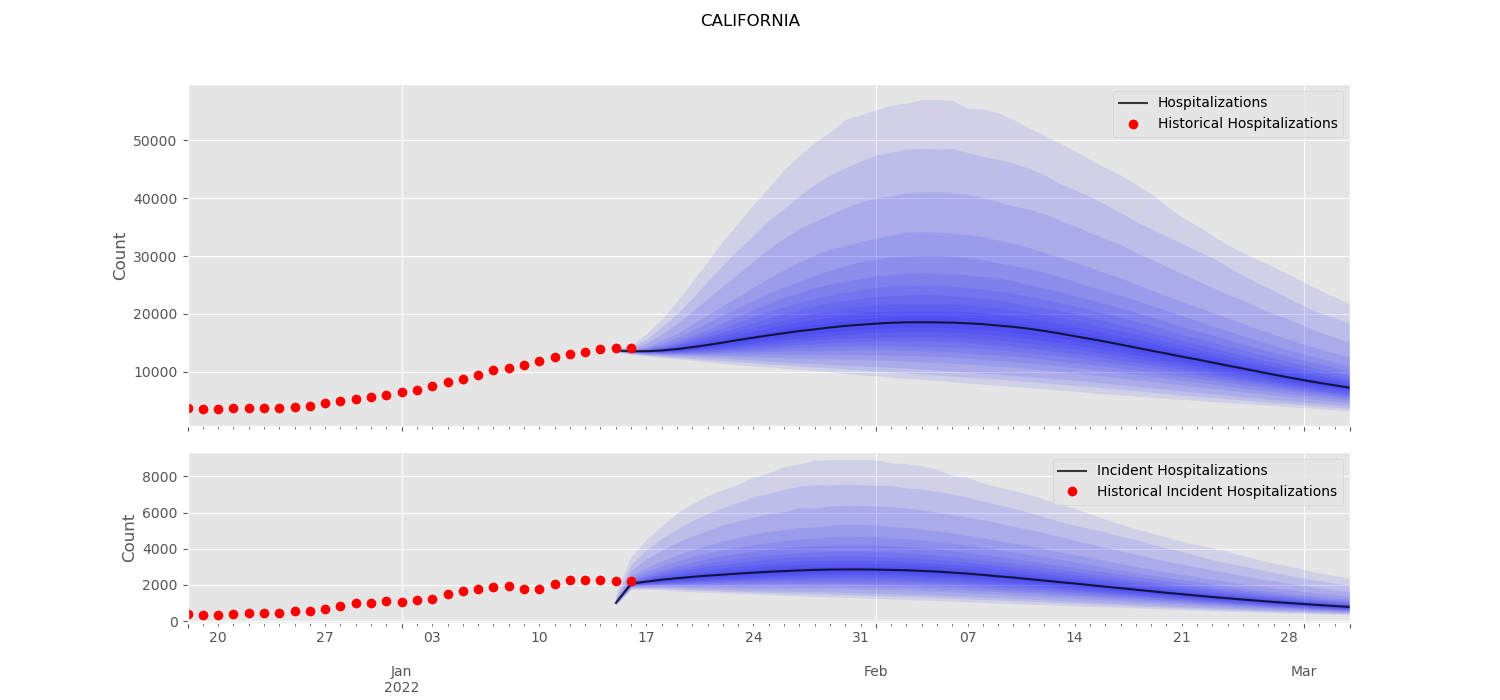 CALIFORNIA
Hospitalizations
Historical Hospitalizations
Count
50000
40000
30000
20000
10000
Incident Hospitalizations
Historical Incident Hospitalizations
Count
8000
6000
4000
2000
0
20 27 03 10 17 24 31 07 14 21 28
Jan Feb Mar
2022